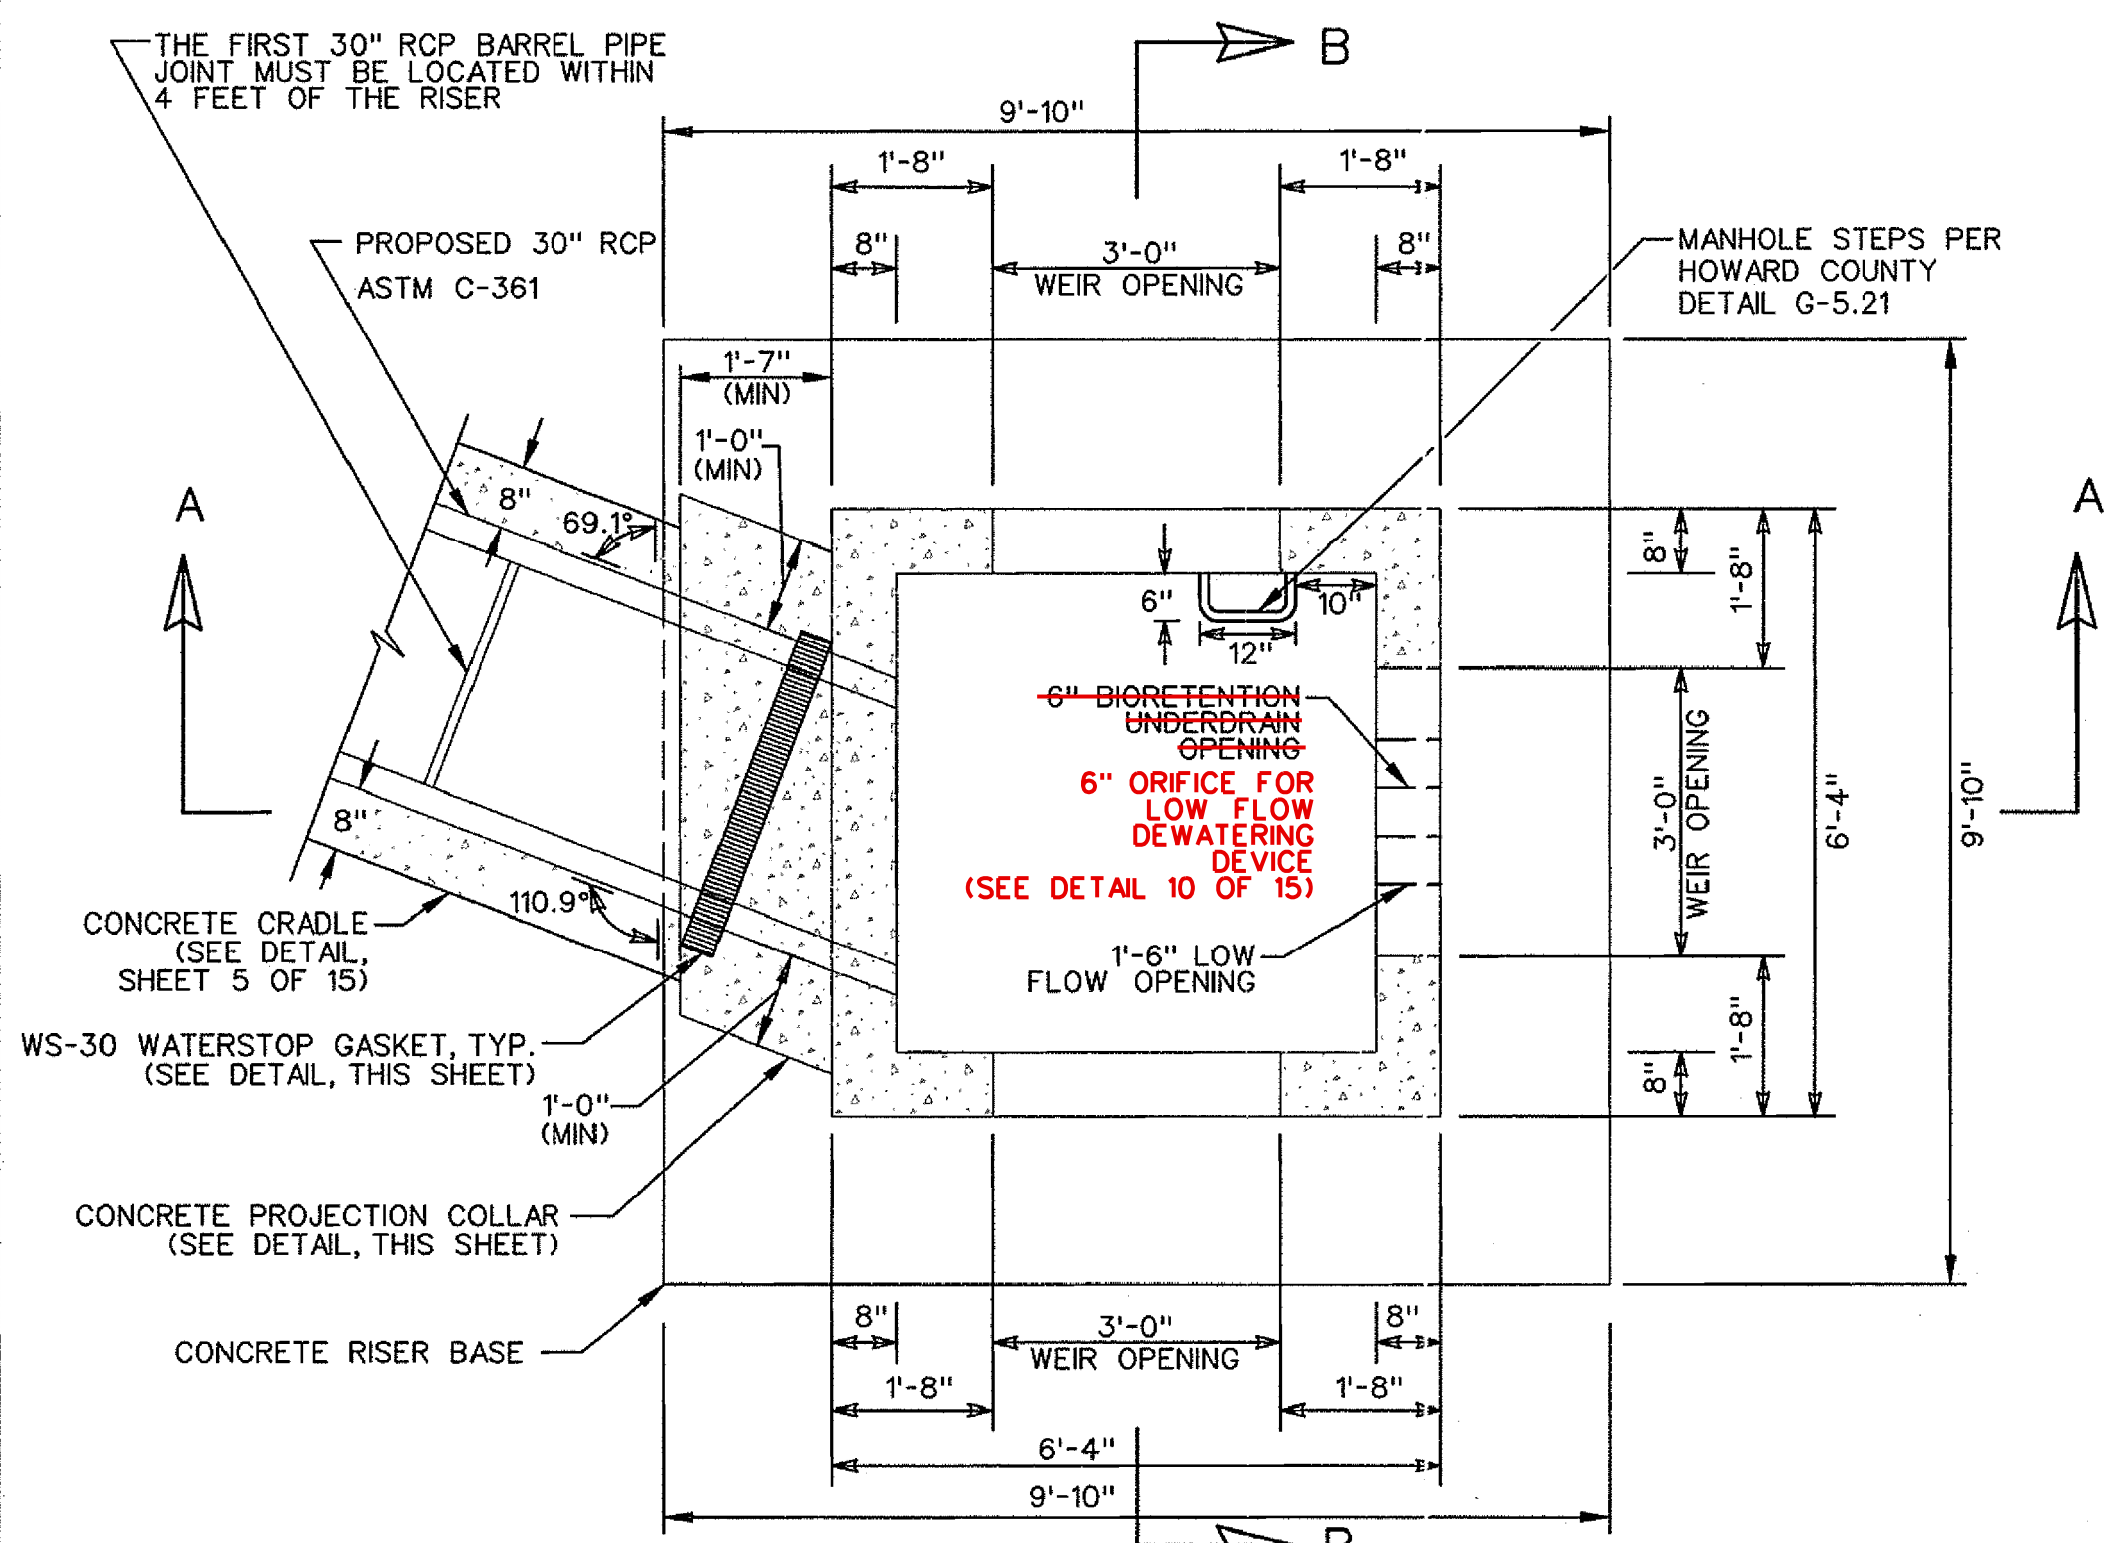 THE FIRST 30" RCP BARREL PIPE
JOINT MUST BE LOCATED WITHIN
4 FEET OF THE RISER
B
9'-10"
1'-8"
1'-8"
PROPOSED 30" RCP
ASTM C-361
8"
3'-0"
WEIR OPENING
8"
MANHOLE STEPS PER
HOWARD COUNTY
DETAIL G-5.21
1'-7"
(MIN)
1'-0"
(MIN)
A
8"
69.1°
A
8"
1'-8"
6"
10"
12"
6" BIORETENTION
UNDERDRAIN
OPENING
6" ORIFICE FOR
LOW FLOW
DEWATERING
DEVICE
(SEE DETAIL 10 OF 15)
3'-0"
WEIR OPENING
6'-4"
9'-10"
8"
110.9°
CONCRETE CRADLE
(SEE DETAIL,
SHEET 5 OF 15)
1'-6" LOW
FLOW OPENING
WS-30 WATERSTOP GASKET, TYP.
(SEE DETAIL, THIS SHEET)
1'-8"
8"
1'-0"
(MIN)
CONCRETE PROJECTION COLLAR
(SEE DETAIL, THIS SHEET)
CONCRETE RISER BASE
8"
3'-0"
WEIR OPENING
8"
1'-8"
1'-8"
6'-4"
9'-10"